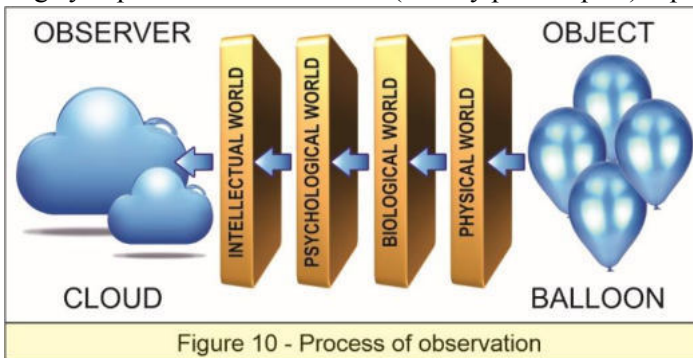 OBSERVER
OBJECT
INTELLECTUAL WORLD
PSYCHOLOGICAL WORLD
BIOLOGICAL WORLD
PHYSICAL WORLD
CLOUD
BALLOON
Figure 10 - Process of observation